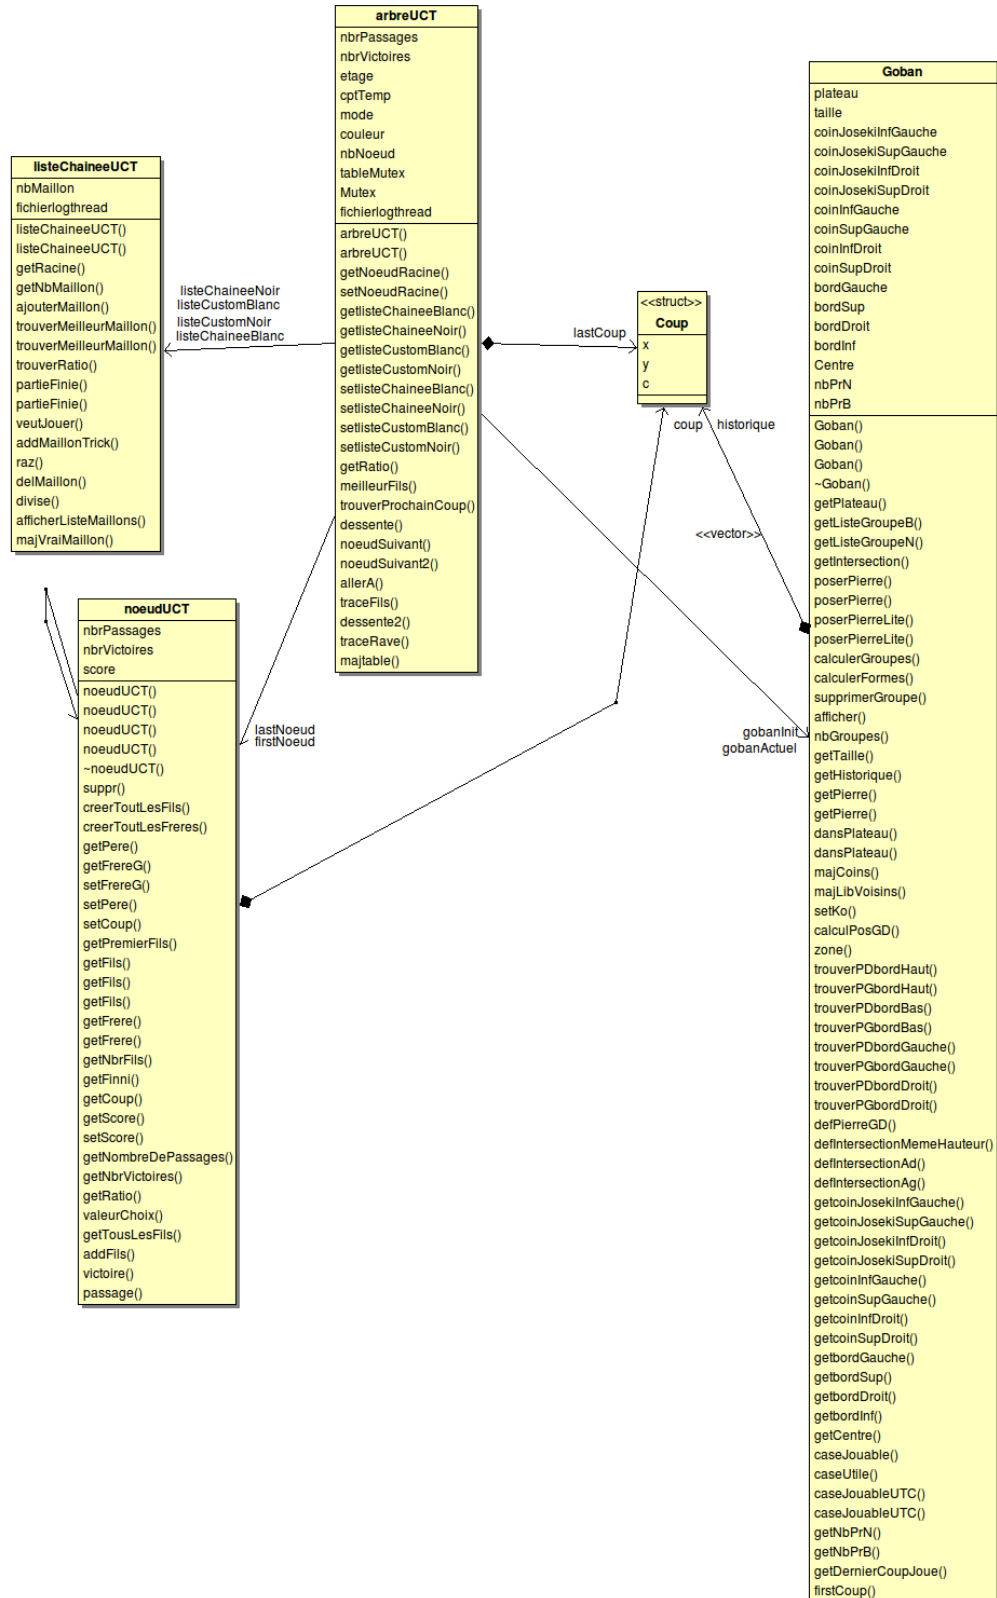 arbreUCT
nbrPassages
nbrVictoires
etage
cptTemp
mode
couleur
nbNoeud
tableMutex
Mutex
fichierlogthread
arbreUCT()
arbreUCT()
getNoeudRacine()
setNoeudRacine()
getlisteChaineeBlanc()
getlisteChaineeNoir()
getlisteCustomBlanc()
getlisteCustomNoir()
setlisteChaineeBlanc()
setlisteChaineeNoir()
setlisteCustomBlanc()
setlisteCustomNoir()
getRatio()
meilleurFils()
trouverProchainCoup()
dessente()
noeudSuivant()
noeudSuivant2()
allerA()
traceFils()
dessente2()
traceRave()
majtable()
listeChaineeUCT
nbMaillon
fichierlogthread
listeChaineeUCT()
listeChaineeUCT()
getRacine()
getNbMaillon()
ajouterMaillon()
trouverMeilleurMaillon()
trouverMeilleurMaillon()
trouverRatio()
partieFinie()
partieFinie()
veutJouer()
addMaillonTrick()
raz()
delMaillon()
divise()
afficherListeMaillons()
majVraiMaillon()
listeChaineeNoir
listeCustomBlanc
listeCustomNoir
listeChaineeBlanc
lastCoup
<<struct>>
Coup
x
y
c
coup
historique
<<vector>>
gobanInit
gobanActuel
lastNoeud
firstNoeud
noeudUCT
nbrPassages
nbrVictoires
score
noeudUCT()
noeudUCT()
noeudUCT()
noeudUCT()
~noeudUCT()
suppr()
creerToutLesFils()
creerToutLesFreres()
getPere()
getFrereG()
setFrereG()
setPere()
setCoup()
getPremierFils()
getFils()
getFils()
getFils()
getFrere()
getFrere()
getNbrFils()
getFinni()
getCoup()
getScore()
setScore()
getNombreDePassages()
getNbrVictoires()
getRatio()
valeurChoix()
getTousLesFils()
addFils()
victoire()
passage()
Goban
plateau
taille
coinJosekiInfGauche
coinJosekiSupGauche
coinJosekiInfDroit
coinJosekiSupDroit
coinInfGauche
coinSupGauche
coinInfDroit
coinSupDroit
bordGauche
bordSup
bordDroit
bordInf
Centre
nbPrN
nbPrB
Goban()
Goban()
Goban()
~Goban()
getPlateau()
getListeGroupeB()
getListeGroupeN()
getIntersection()
poserPierre()
poserPierre()
poserPierreLite()
poserPierreLite()
calculerGroupes()
calculerFormes()
supprimerGroupe()
afficher()
nbGroupes()
getTaille()
getHistorique()
getPierre()
getPierre()
dansPlateau()
dansPlateau()
majCoins()
majLibVoisins()
setKo()
calculPosGD()
zone()
trouverPDbordHaut()
trouverPGbordHaut()
trouverPDbordBas()
trouverPGbordBas()
trouverPDbordGauche()
trouverPGbordGauche()
trouverPDbordDroit()
trouverPGbordDroit()
defPierreGD()
defIntersectionMemeHauteur()
defIntersectionAd()
defIntersectionAg()
getcoinJosekiInfGauche()
getcoinJosekiSupGauche()
getcoinJosekiInfDroit()
getcoinJosekiSupDroit()
getcoinInfGauche()
getcoinSupGauche()
getcoinInfDroit()
getcoinSupDroit()
getbordGauche()
getbordSup()
getbordDroit()
getbordInf()
getCentre()
caseJouable()
caseUtile()
caseJouableUTC()
caseJouableUTC()
getNbPrN()
getNbPrB()
getDernierCoupJoue()
firstCoup()